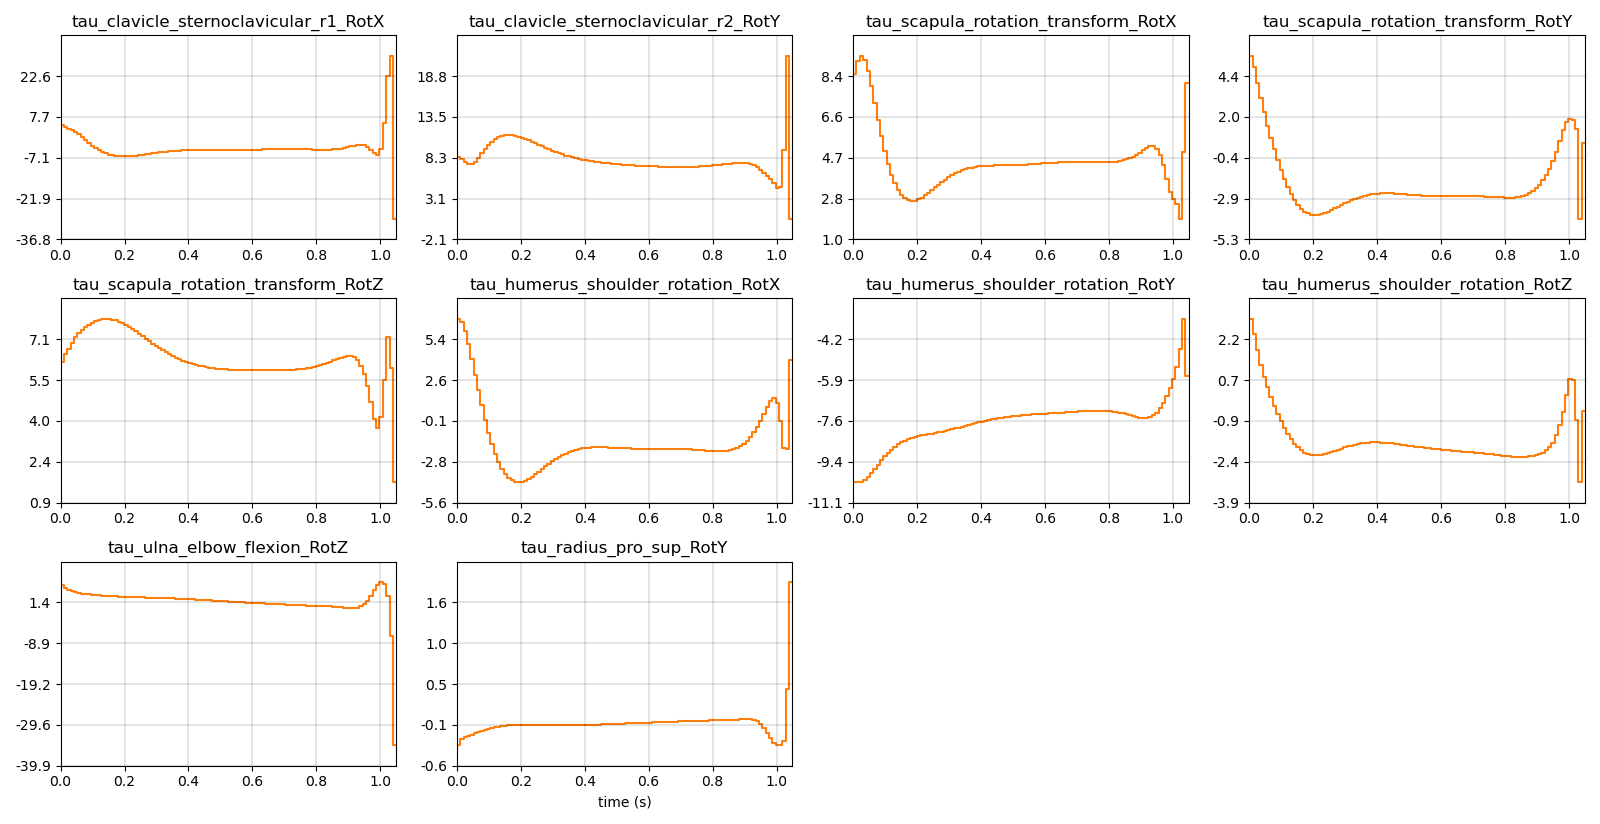 tau_clavicle_sternoclavicular_r1_RotX
22.6
7.7
-7.1
-21.9
-36.8
0.0 0.2 0.4 0.6 0.8 1.0
tau_clavicle_sternoclavicular_r2_RotY
18.8
13.5
8.3
3.1
-2.1
0.0 0.2 0.4 0.6 0.8 1.0
tau_scapula_rotation_transform_RotX
8.4
6.6
4.7
2.8
1.0
0.0 0.2 0.4 0.6 0.8 1.0
tau_scapula_rotation_transform_RotY
4.4
2.0
-0.4
-2.9
-5.3
0.0 0.2 0.4 0.6 0.8 1.0
tau_scapula_rotation_transform_RotZ
7.1
5.5
4.0
2.4
0.9
0.0 0.2 0.4 0.6 0.8 1.0
tau_humerus_shoulder_rotation_RotX
5.4
2.6
-0.1
-2.8
-5.6
0.0 0.2 0.4 0.6 0.8 1.0
tau_humerus_shoulder_rotation_RotY
-4.2
-5.9
-7.6
-9.4
-11.1
0.0 0.2 0.4 0.6 0.8 1.0
tau_humerus_shoulder_rotation_RotZ
2.2
0.7
-0.9
-2.4
-3.9
0.0 0.2 0.4 0.6 0.8 1.0
tau_ulna_elbow_flexion_RotZ
1.4
-8.9
-19.2
-29.6
-39.9
0.0 0.2 0.4 0.6 0.8 1.0
tau_radius_pro_sup_RotY
1.6
1.0
0.5
-0.1
-0.6
0.0 0.2 0.4 0.6 0.8 1.0
time (s)